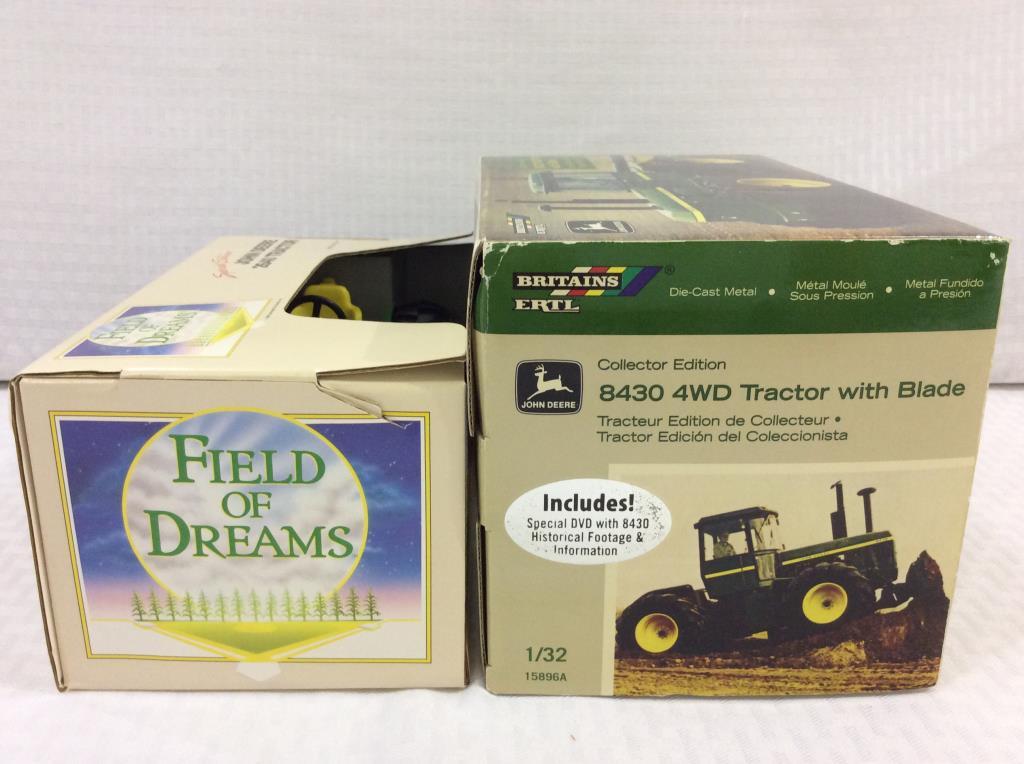 FIELD
OF
DREAMS
FIELD
OF
DREAMS
BRITAINS
ERTL
Die-Cast Metal • Métal Moulé Sous Pression • Metal Fundido a Presión
JOHN DEERE
Collector Edition
8430 4WD Tractor with Blade
Tracteur Edition de Collecteur •
Tractor Edición del Coleccionista
Includes!
Special DVD with 8430
Historical Footage &
Information
1/32
15896A